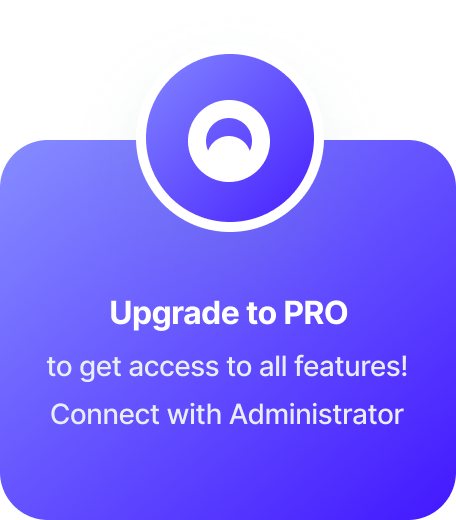 Upgrade to PRO
to get access to all features!
Connect with Administrator